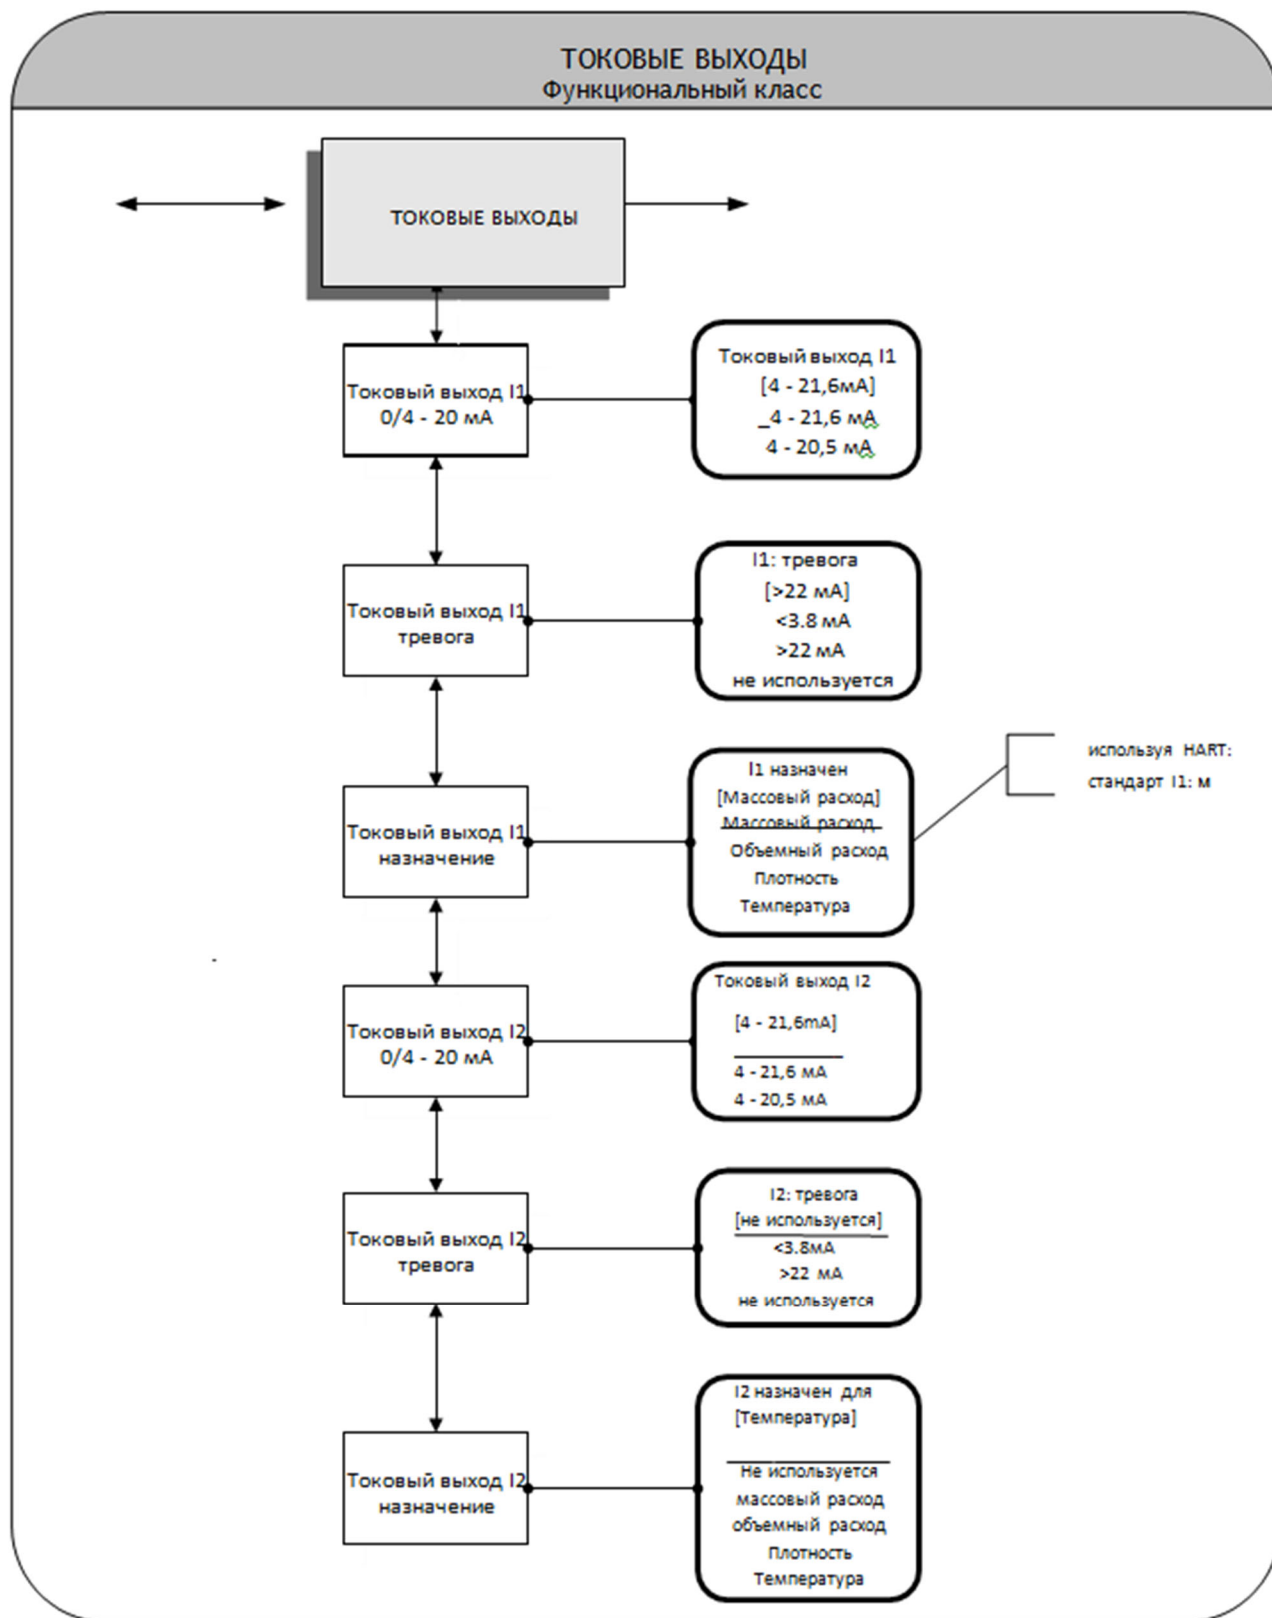 ТОКОВЫЕ ВЫХОДЫ
Функциональный класс
ТОКОВЫЕ ВЫХОДЫ
Токовый выход I1
0/4 - 20 мА
Токовый выход I1
[4 - 21,6мА]
_4 - 21,6 мА
4 - 20,5 мА
Токовый выход I1
тревога
I1: тревога
[>22 мА]
<3.8 мА
>22 мА
не используется
Токовый выход I1
назначение
I1 назначен
[Массовый расход]
Массовый расход
Объемный расход
Плотность
Температура
используя HART:
стандарт I1: м
Токовый выход I2
0/4 - 20 мА
Токовый выход I2
[4 - 21,6mA]
4 - 21,6 мА
4 - 20,5 мА
Токовый выход I2
тревога
I2: тревога
[не используется]
<3.8мА
>22 мА
не используется
Токовый выход I2
назначение
I2 назначен для
[Температура]
Не используется
массовый расход
объемный расход
Плотность
Температура